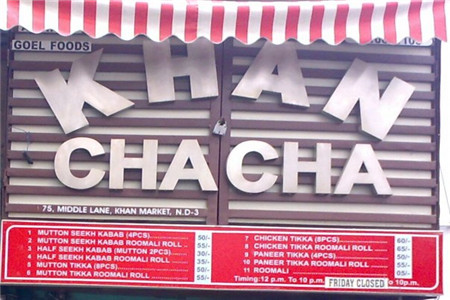 GOEL FOODS
KHAN
CHACHA
75, MIDDLE LANE, KHAN MARKET, N.D-3
1 MUTTON SEEKH KABAB (4PCS)
2 MUTTON SEEKH KABAB ROOMALI ROLL
3 HALF SEEKH KABAB (MUTTON 2PCS)
4 HALF SEEKH KABAB ROOMALI ROLL
5 MUTTON TIKKA (8PCS)
6 MUTTON TIKKA ROOMALI ROLL
7 CHICKEN TIKKA (8PCS)
8 CHICKEN TIKKA ROOMALI ROLL
9 PANEER TIKKA (4PCS)
10 PANEER TIKKA ROOMALI ROLL
11 ROOMALI
Timing:12 p.m. To 10 p.m. FRIDAY CLOSED @ 10p.m.